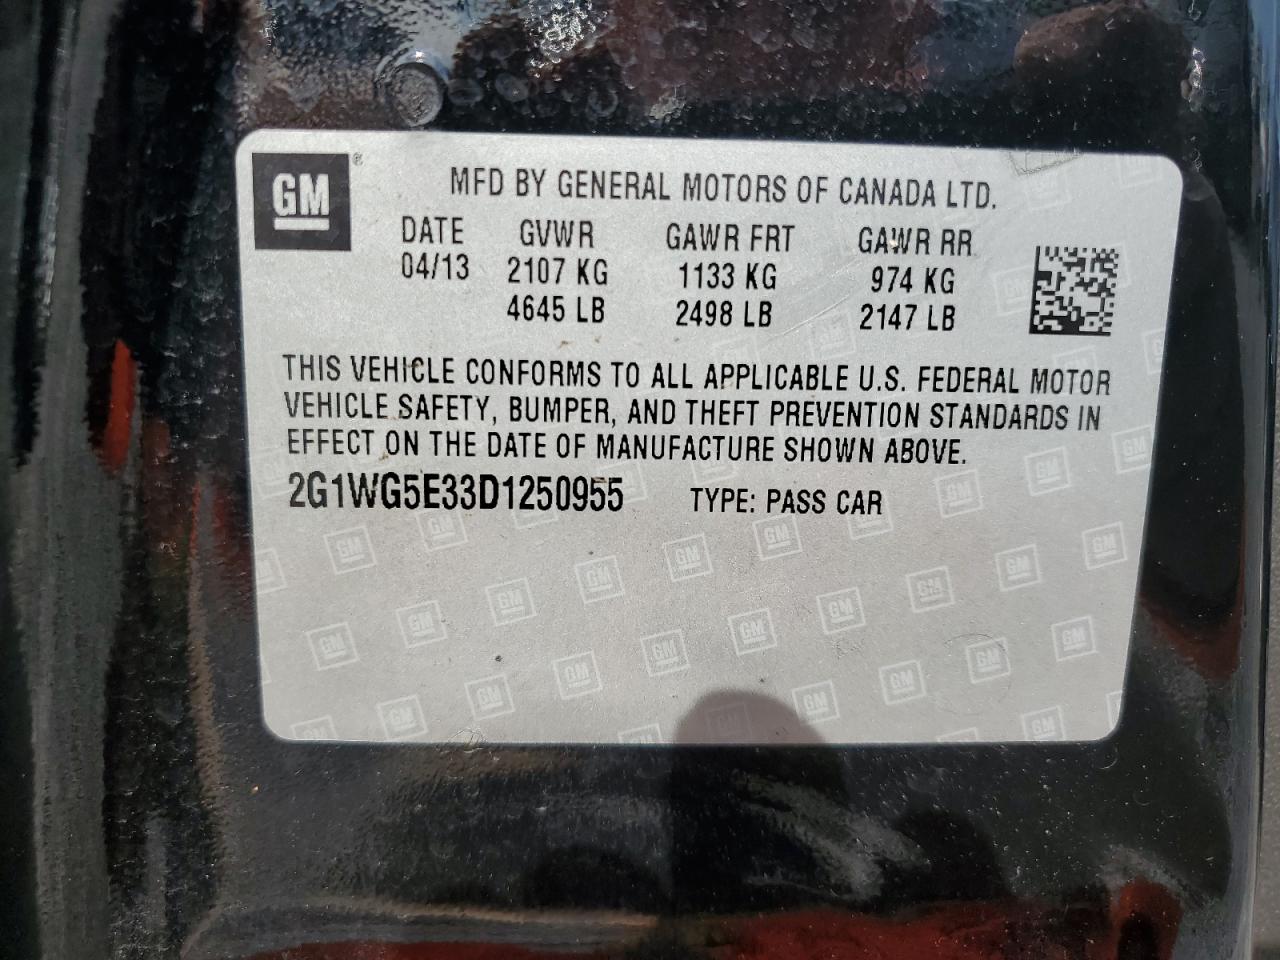 GM ®
MFD BY GENERAL MOTORS OF CANADA LTD.
DATE GVWR GAWR FRT GAWR RR
04/13 2107 KG 1133 KG 974 KG
4645 LB 2498 LB 2147 LB
THIS VEHICLE CONFORMS TO ALL APPLICABLE U.S. FEDERAL MOTOR
VEHICLE SAFETY, BUMPER, AND THEFT PREVENTION STANDARDS IN
EFFECT ON THE DATE OF MANUFACTURE SHOWN ABOVE.
2G1WG5E33D1250955 TYPE: PASS CAR